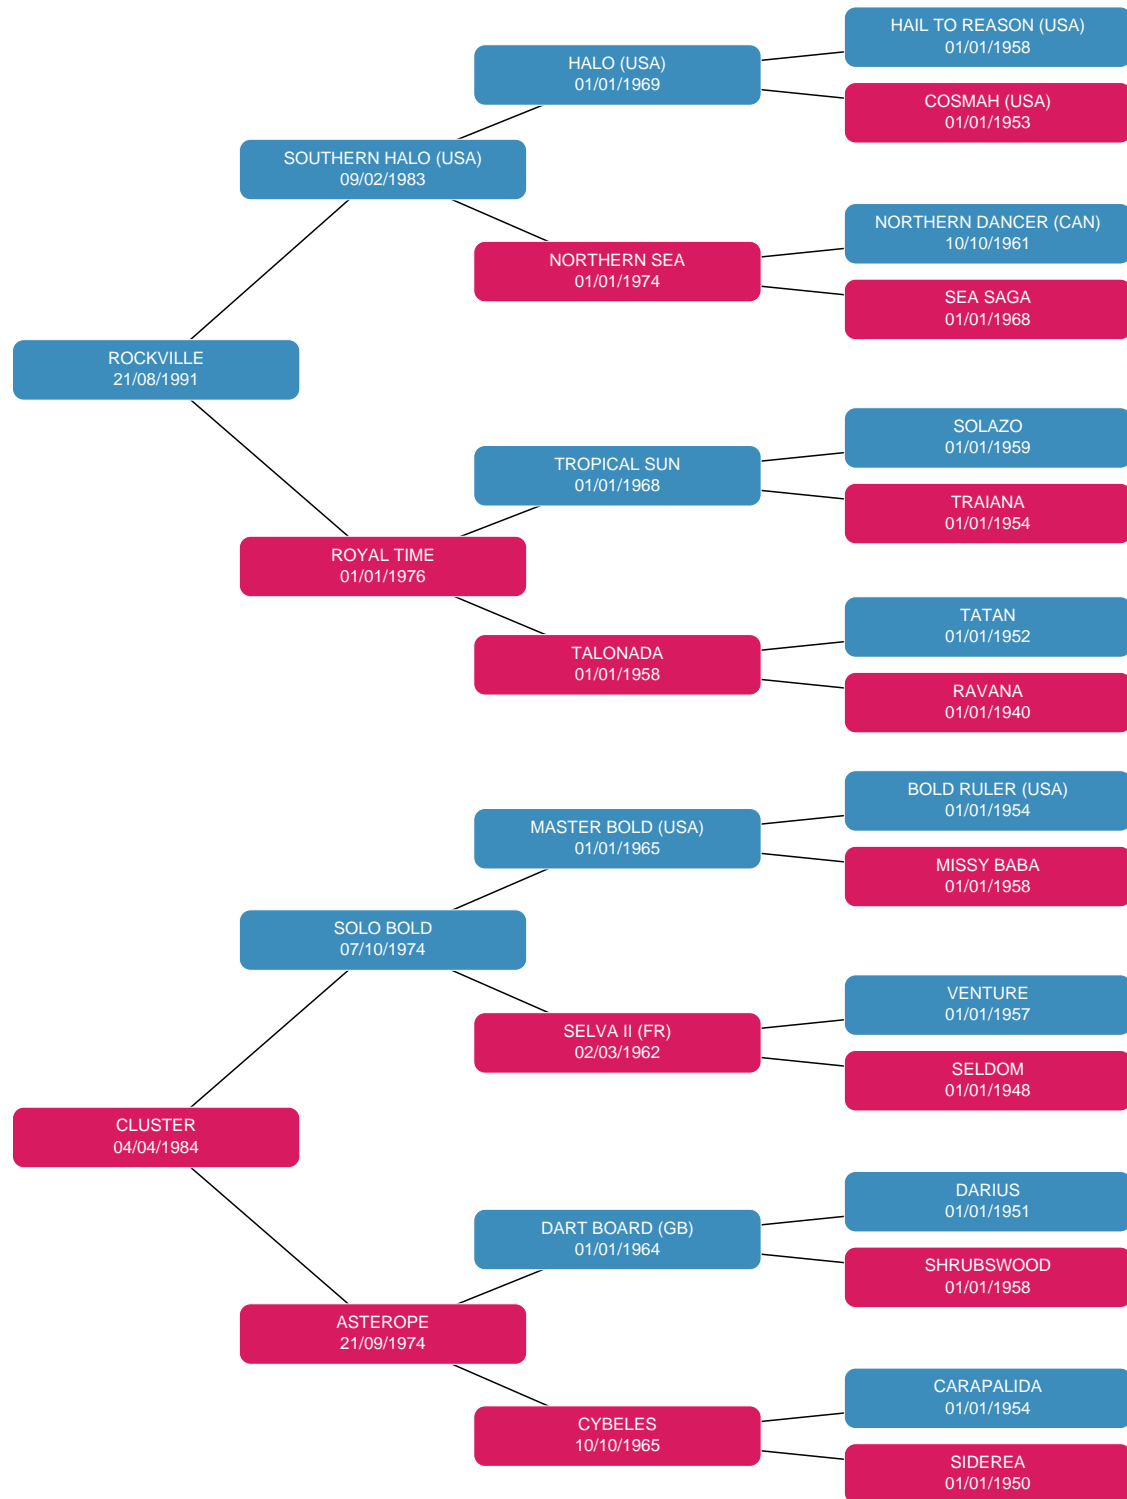 HAIL TO REASON (USA)
01/01/1958
HALO (USA)
01/01/1969
COSMAH (USA)
01/01/1953
SOUTHERN HALO (USA)
09/02/1983
NORTHERN DANCER (CAN)
10/10/1961
NORTHERN SEA
01/01/1974
SEA SAGA
01/01/1968
ROCKVILLE
21/08/1991
SOLAZO
01/01/1959
TROPICAL SUN
01/01/1968
TRAIANA
01/01/1954
ROYAL TIME
01/01/1976
TATAN
01/01/1952
TALONADA
01/01/1958
RAVANA
01/01/1940
BOLD RULER (USA)
01/01/1954
MASTER BOLD (USA)
01/01/1965
MISSY BABA
01/01/1958
SOLO BOLD
07/10/1974
VENTURE
01/01/1957
SELVA II (FR)
02/03/1962
SELDOM
01/01/1948
CLUSTER
04/04/1984
DARIUS
01/01/1951
DART BOARD (GB)
01/01/1964
SHRUBSWOOD
01/01/1958
ASTEROPE
21/09/1974
CARAPALIDA
01/01/1954
CYBELES
10/10/1965
SIDEREA
01/01/1950